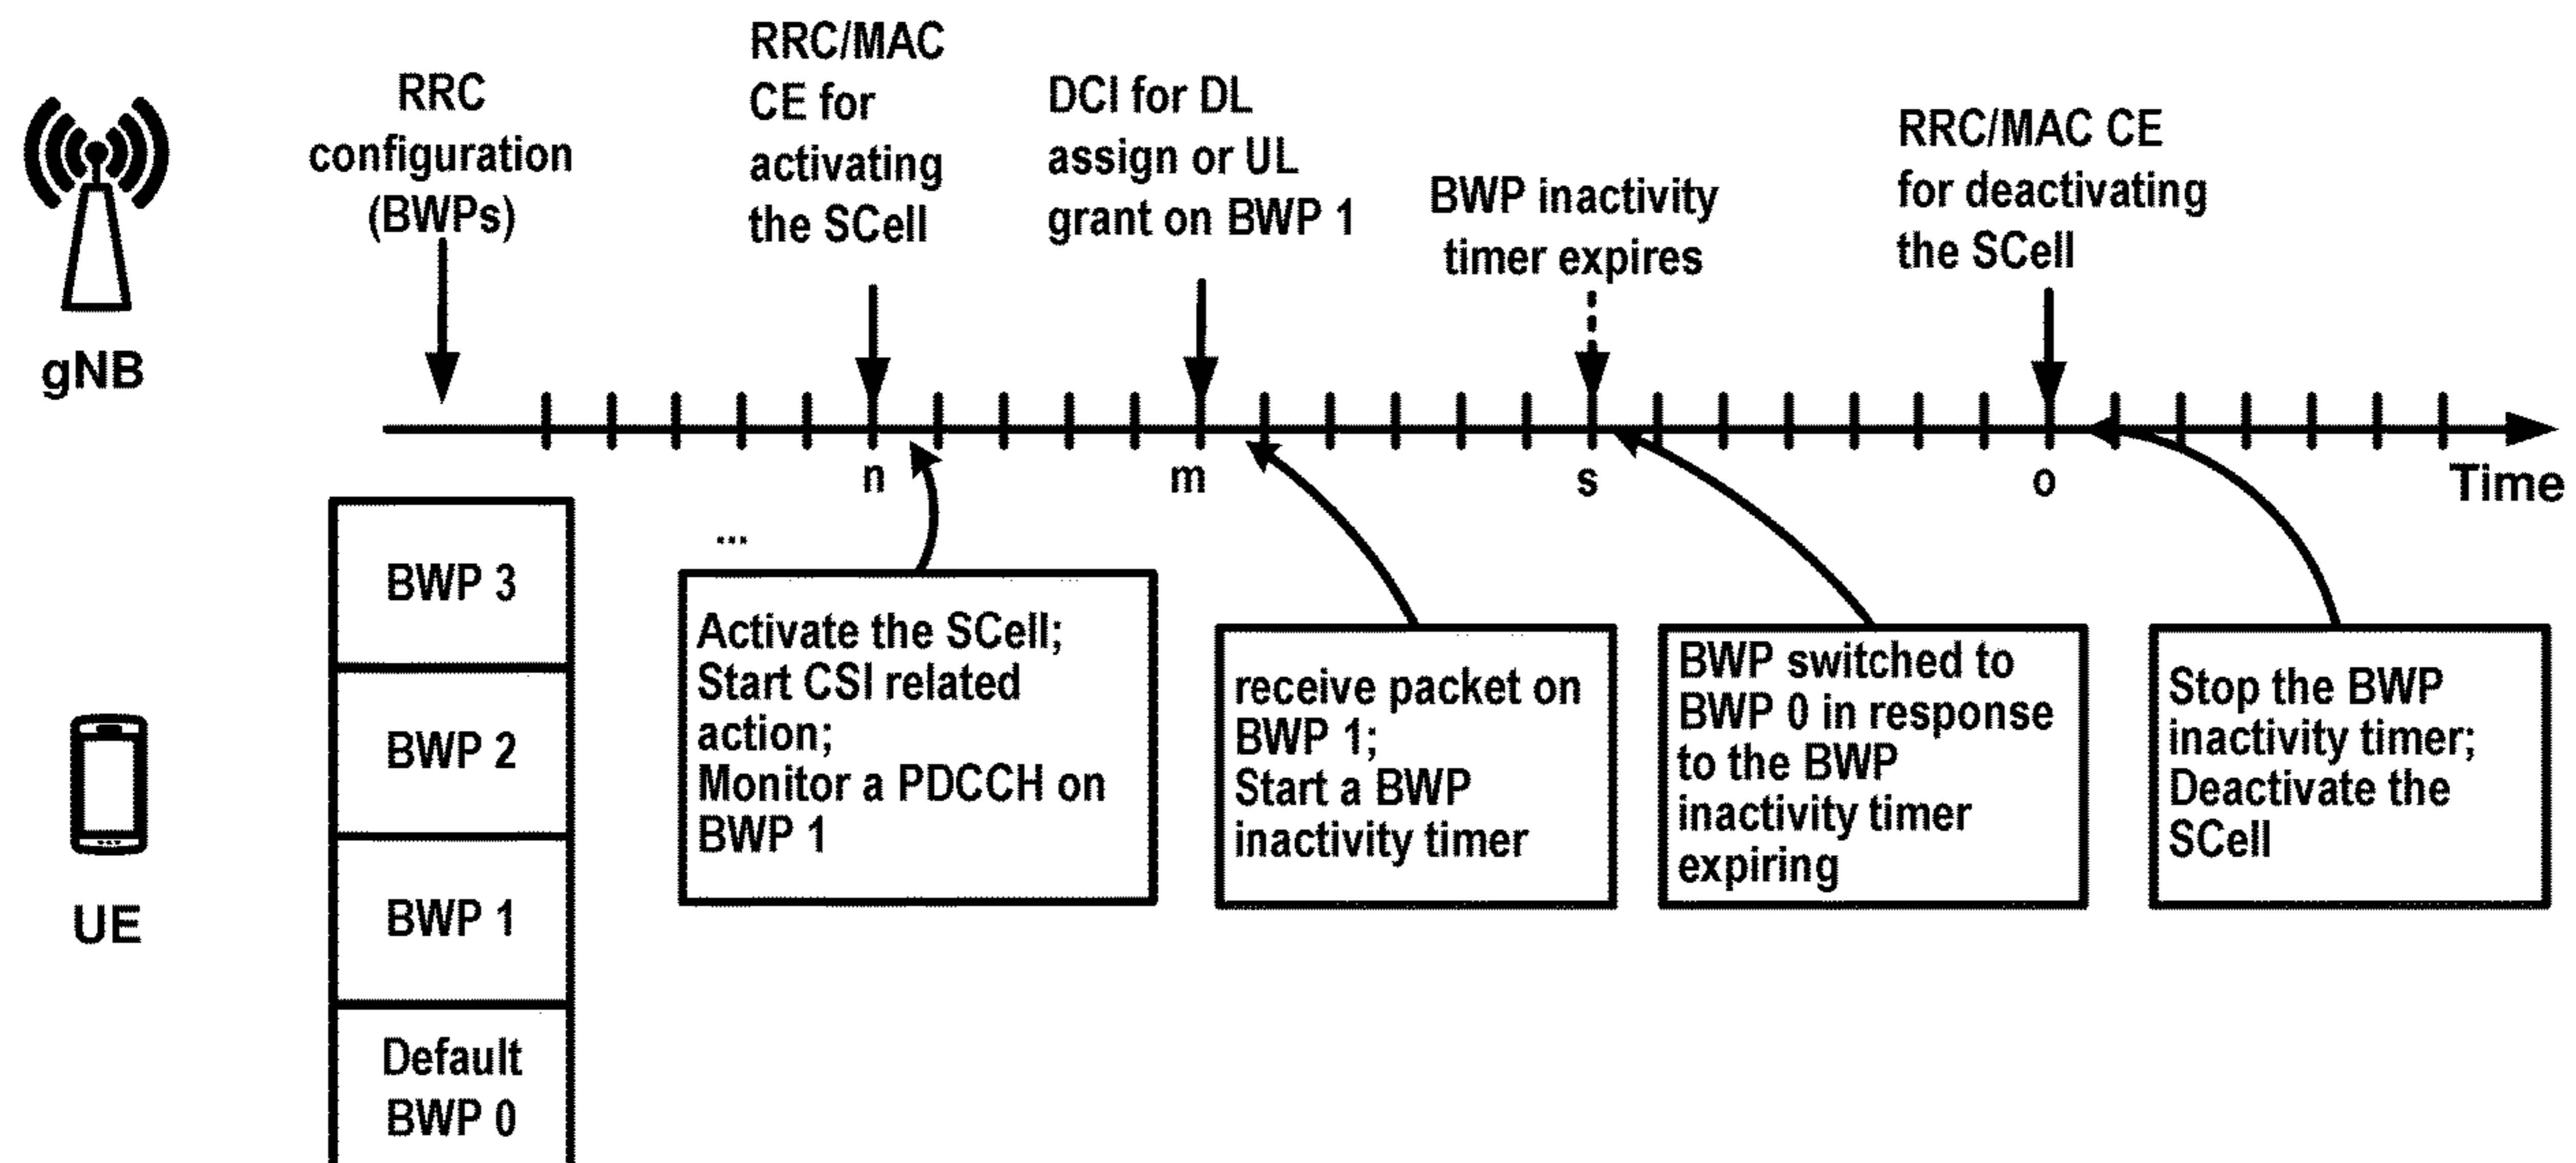 RRC
configuration
(BWPs)
RRC/MAC
CE for
activating
the SCell
DCI for DL
assign or UL
grant on BWP 1
BWP inactivity
timer expires
RRC/MAC CE
for deactivating
the SCell
gNB
n
m
s
o
Time
...
BWP 3
BWP 2
BWP 1
Default
BWP 0
UE
Activate the SCell;
Start CSI related
action;
Monitor a PDCCH on
BWP 1
receive packet on
BWP 1;
Start a BWP
inactivity timer
BWP switched to
BWP 0 in response
to the BWP
inactivity timer
expiring
Stop the BWP
inactivity timer;
Deactivate the
SCell